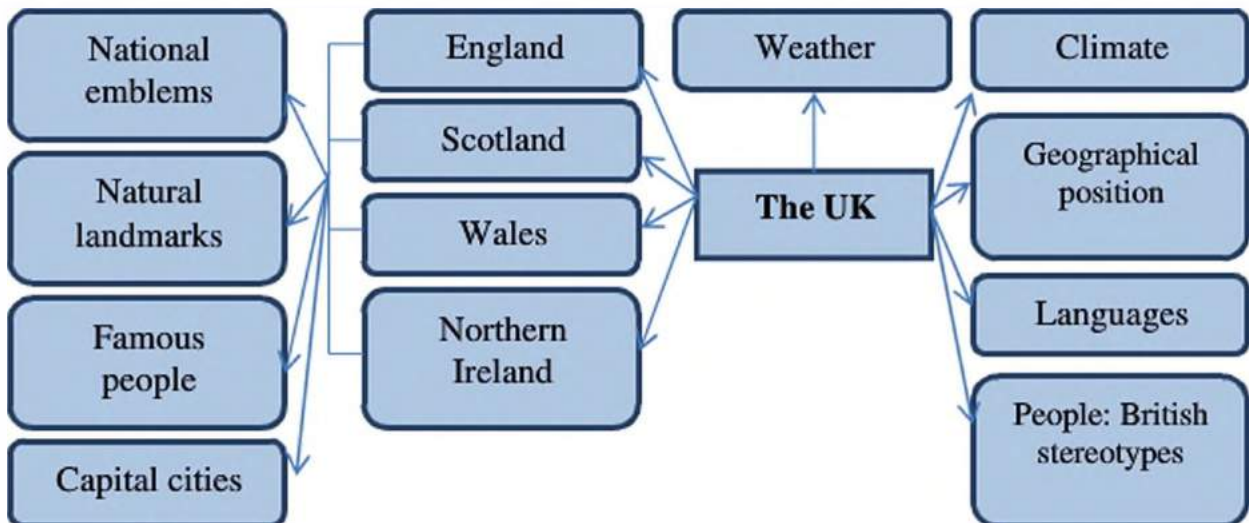 National
emblems
Natural
landmarks
Famous
people
Capital cities
England
Scotland
Wales
Northern
Ireland
Weather
The UK
Climate
Geographical
position
Languages
People: British
stereotypes